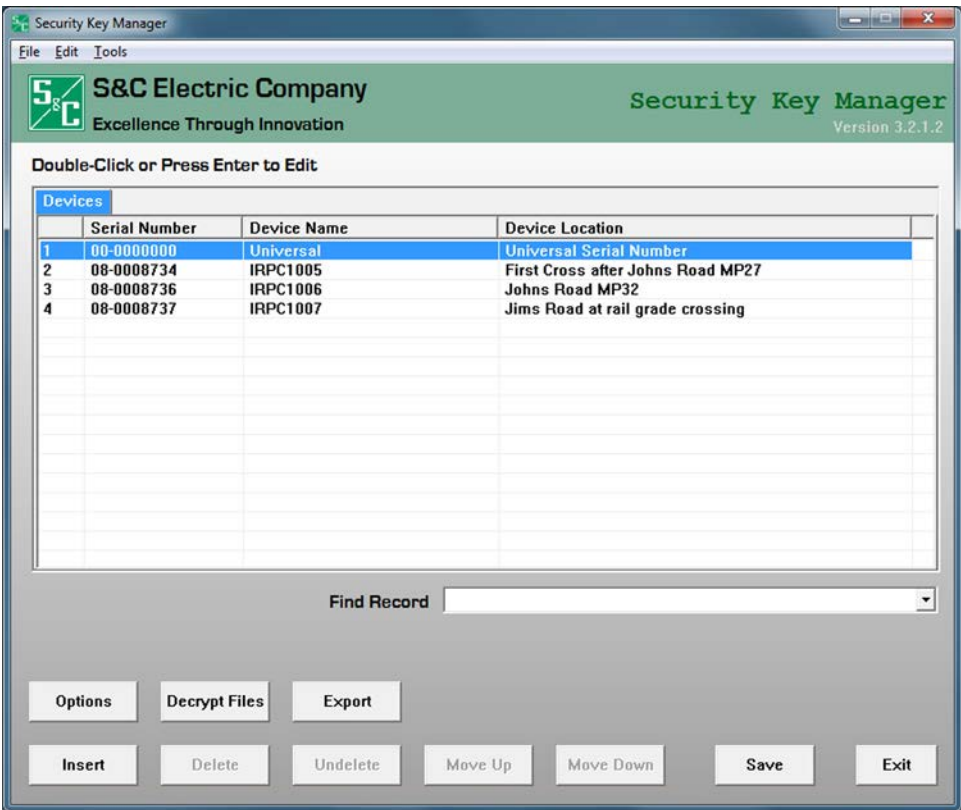 Security Key Manager
File Edit Tools
S&C
S&C Electric Company
Excellence Through Innovation
Security Key Manager
Version 3.2.1.2
Double-Click or Press Enter to Edit
Devices
Serial Number Device Name Device Location
1 00-0000000 Universal Universal Serial Number
2 08-0008734 IRPC1005 First Cross after Johns Road MP27
3 08-0008736 IRPC1006 Johns Road MP32
4 08-0008737 IRPC1007 Jims Road at rail grade crossing
Find Record
Options Decrypt Files Export
Insert Delete Undelete Move Up Move Down Save Exit